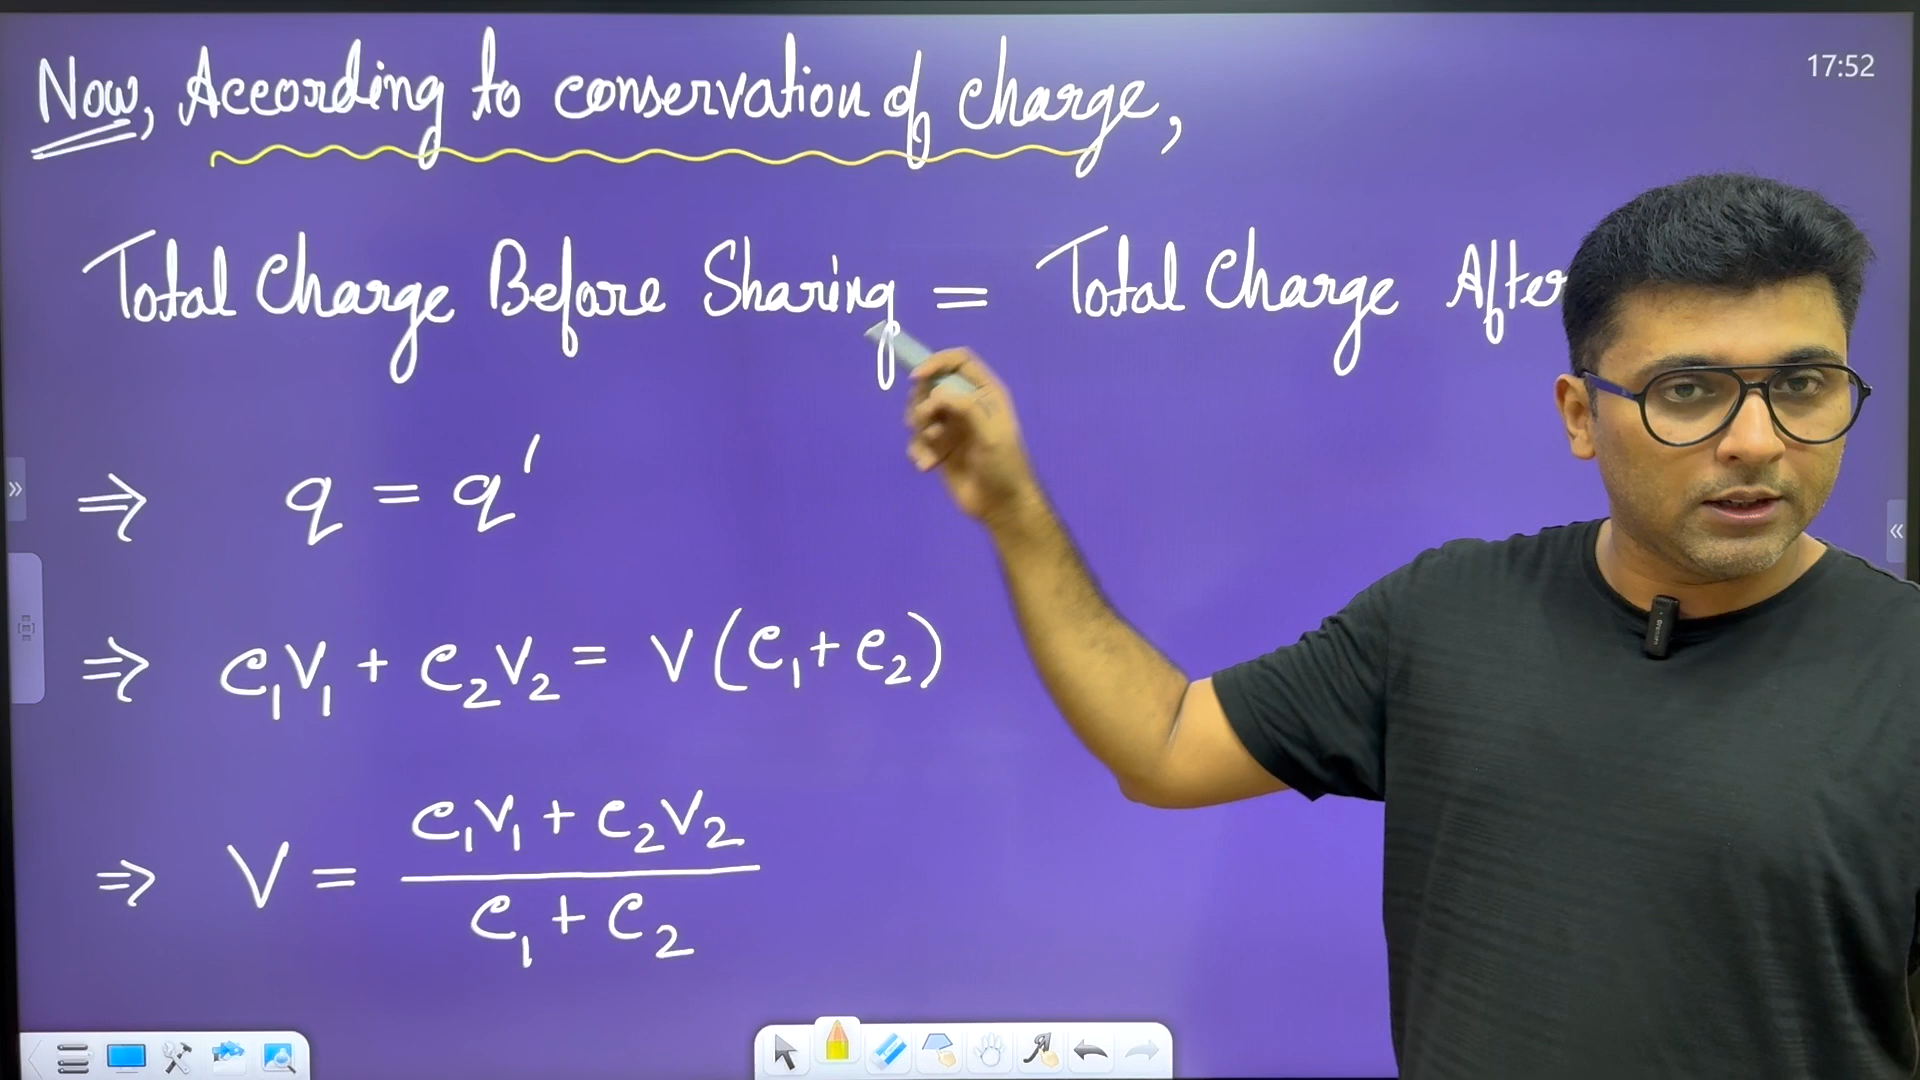 Now, According to conservation of charge,
17:52
Total Charge Before Sharing = Total Charge After
⇒ q = q'
⇒ C₁V₁ + C₂V₂ = V(C₁+C₂)
⇒ V = (C₁V₁ + C₂V₂) / (C₁ + C₂)